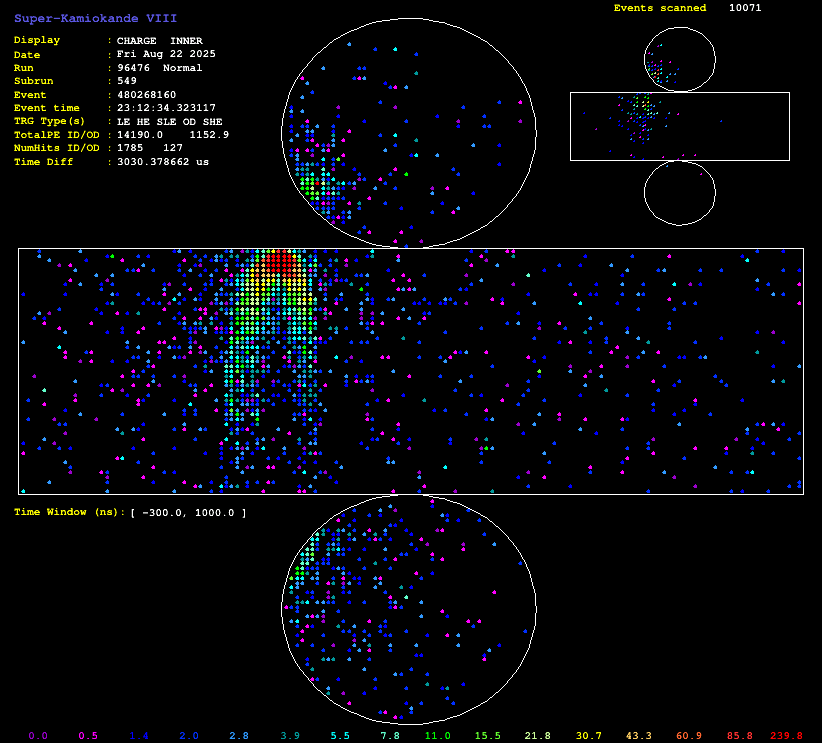 Super-Kamiokande VIII
Events scanned 10071
Display : CHARGE INNER
Date : Fri Aug 22 2025
Run : 96476 Normal
Subrun : 549
Event : 480268160
Event time : 23:12:34.323117
TRG Type(s) : LE HE SLE OD SHE
TotalPE ID/OD : 14190.0 1152.9
NumHits ID/OD : 1785 127
Time Diff : 3030.378662 us
Time Window (ns): [ -300.0, 1000.0 ]
0.0 0.5 1.4 2.0 2.8 3.9 5.5 7.8 11.0 15.5 21.8 30.7 43.3 60.9 85.8 239.8